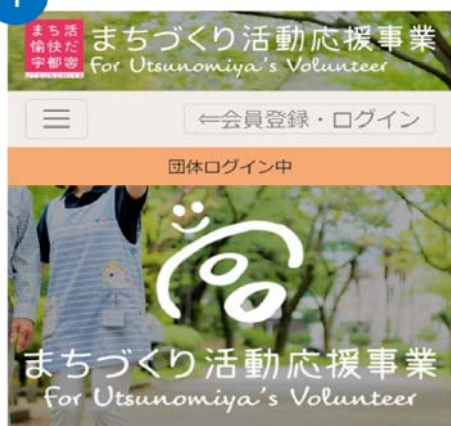 1
まち活
愉快だ
宇都宮
UTSUNOMIYA
まちづくり活動応援事業
For Utsunomiya's Volunteer
⇐会員登録・ログイン
団体ログイン中
まちづくり活動応援事業
For Utsunomiya's Volunteer